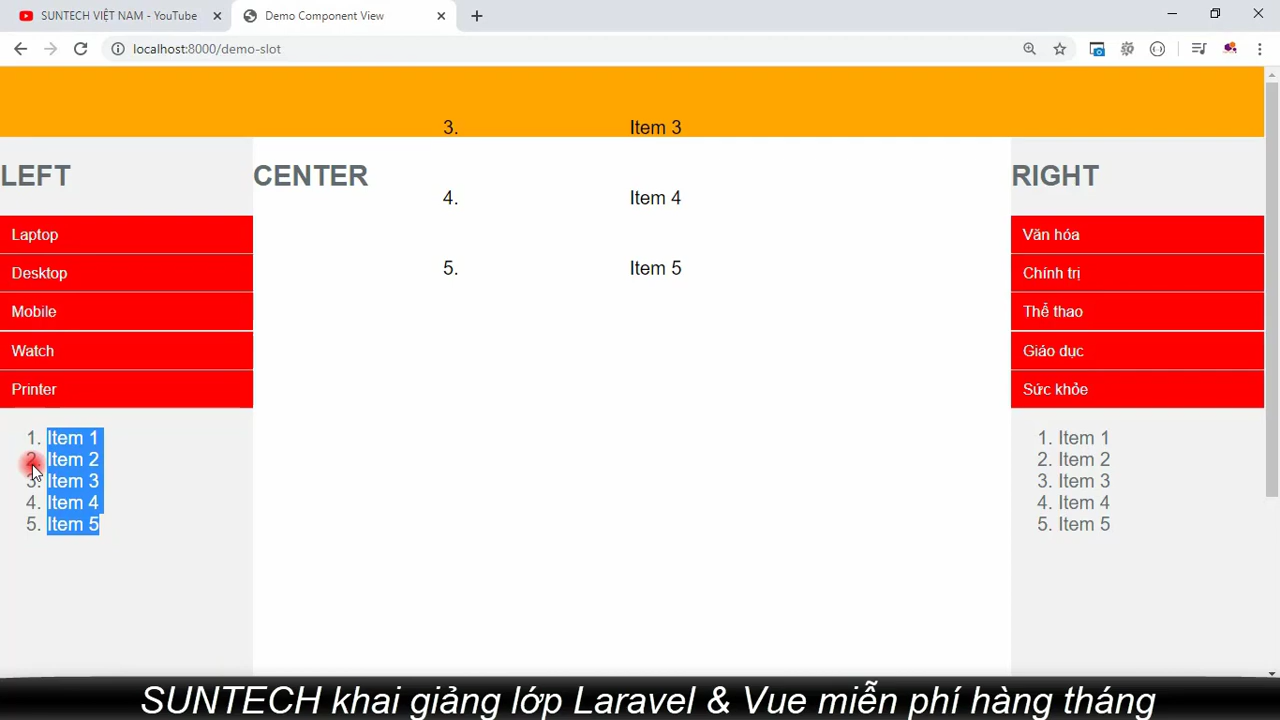 SUNTECH VIỆT NAM - YouTube
Demo Component View
localhost:8000/demo-slot
3. Item 3
LEFT
CENTER
4. Item 4
RIGHT
Laptop
Desktop
Mobile
Watch
Printer
5. Item 5
Văn hóa
Chính trị
Thể thao
Giáo dục
Sức khỏe
1. Item 1
2. Item 2
3. Item 3
4. Item 4
5. Item 5
1. Item 1
2. Item 2
3. Item 3
4. Item 4
5. Item 5
SUNTECH khai giảng lớp Laravel & Vue miễn phí hàng tháng